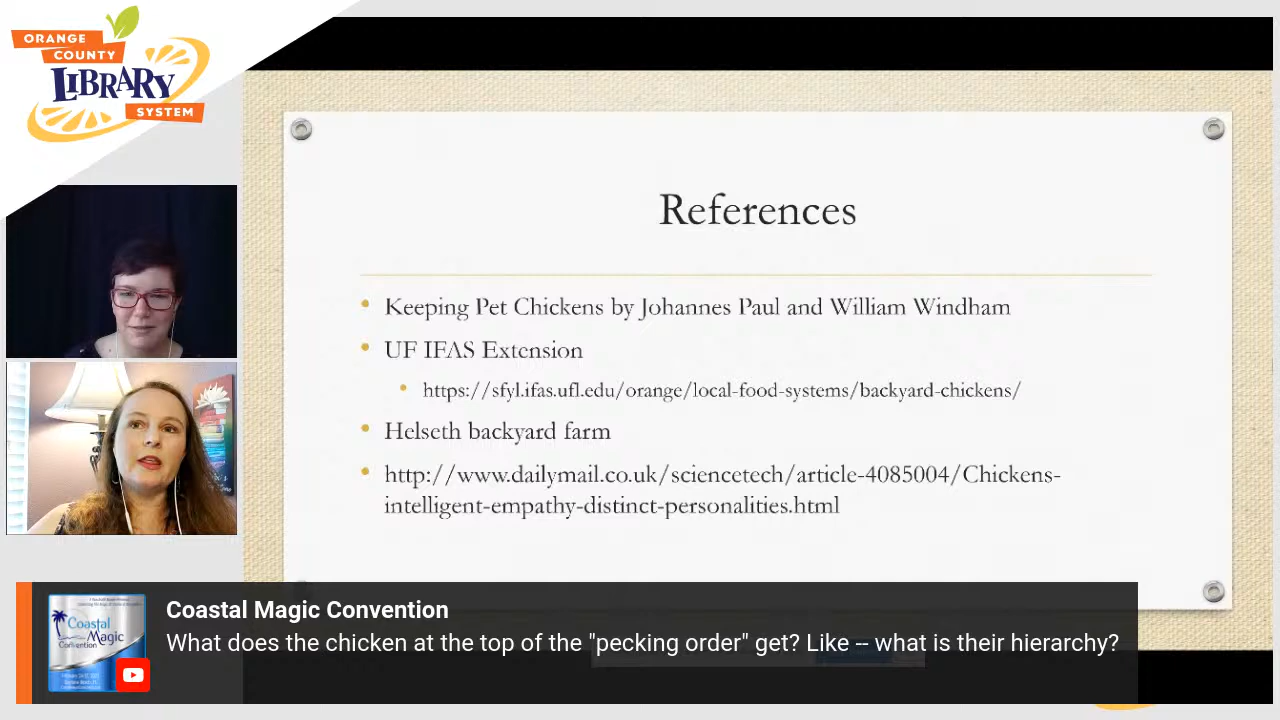 ORANGE
COUNTY
LIBRARY
SYSTEM
References
Keeping Pet Chickens by Johannes Paul and William Windham
UF IFAS Extension
https://sfyl.ifas.ufl.edu/orange/local-food-systems/backyard-chickens/
Helseth backyard farm
http://www.dailymail.co.uk/sciencetech/article-4085004/Chickens-
intelligent-empathy-distinct-personalities.html
Coastal
Magic
Convention
Coastal Magic Convention
What does the chicken at the top of the "pecking order" get? Like -- what is their hierarchy?